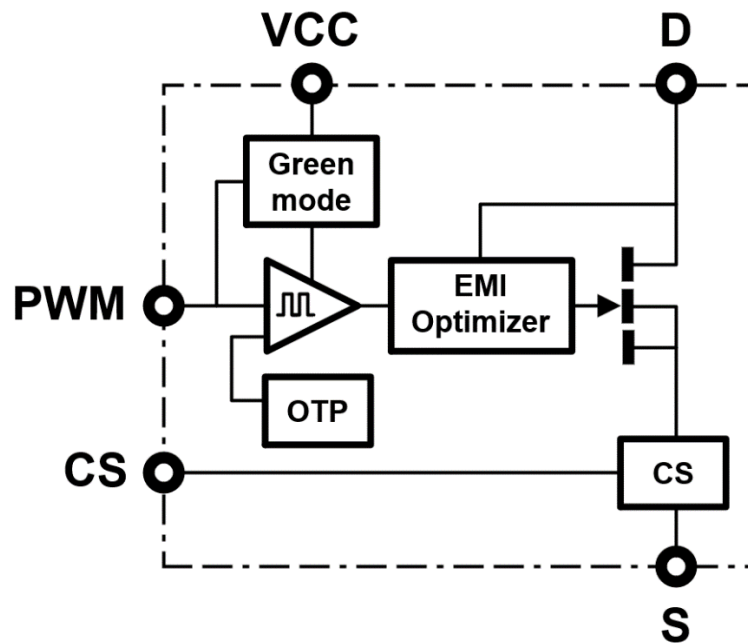 VCC
D
Green
mode
PWM
EMI
Optimizer
OTP
CS
CS
S